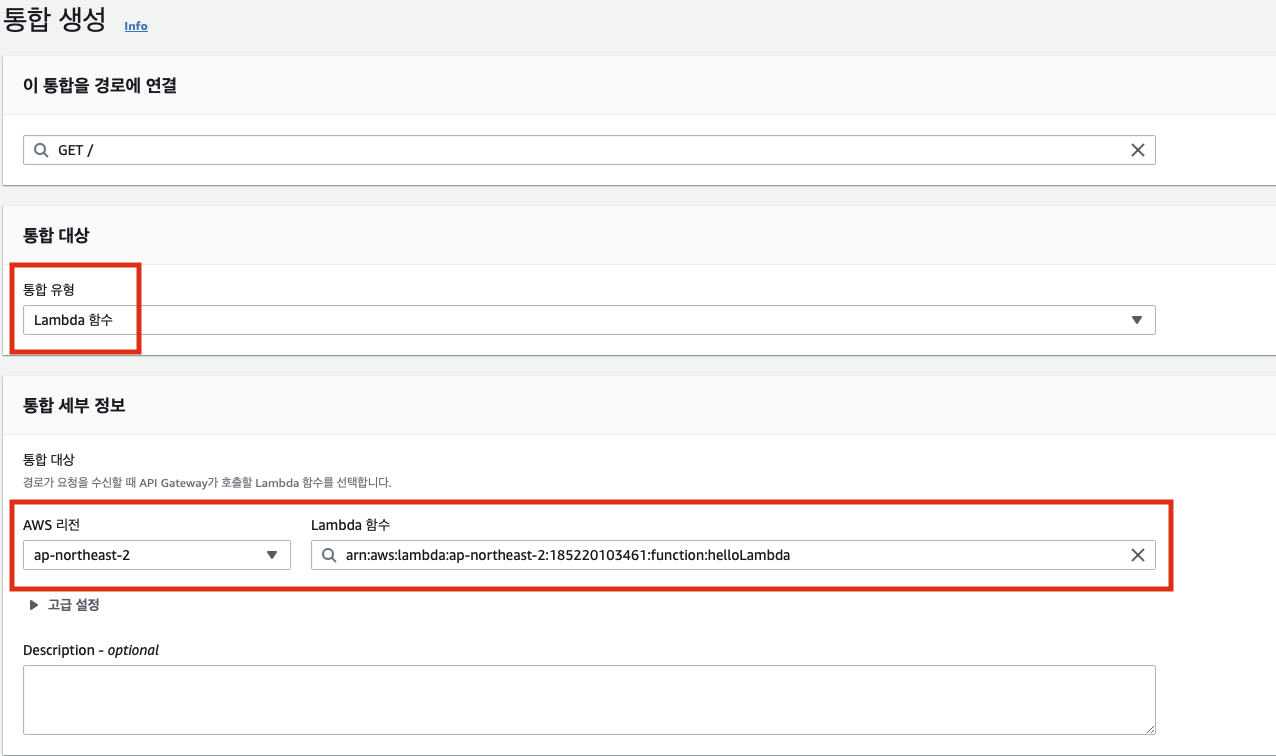 통합 생성 Info
이 통합을 경로에 연결
GET /
통합 대상
통합 유형
Lambda 함수
통합 세부 정보
통합 대상
경로가 요청을 수신할 때 API Gateway가 호출할 Lambda 함수를 선택합니다.
AWS 리전 Lambda 함수
ap-northeast-2 arn:aws:lambda:ap-northeast-2:185220103461:function:helloLambda
고급 설정
Description - optional